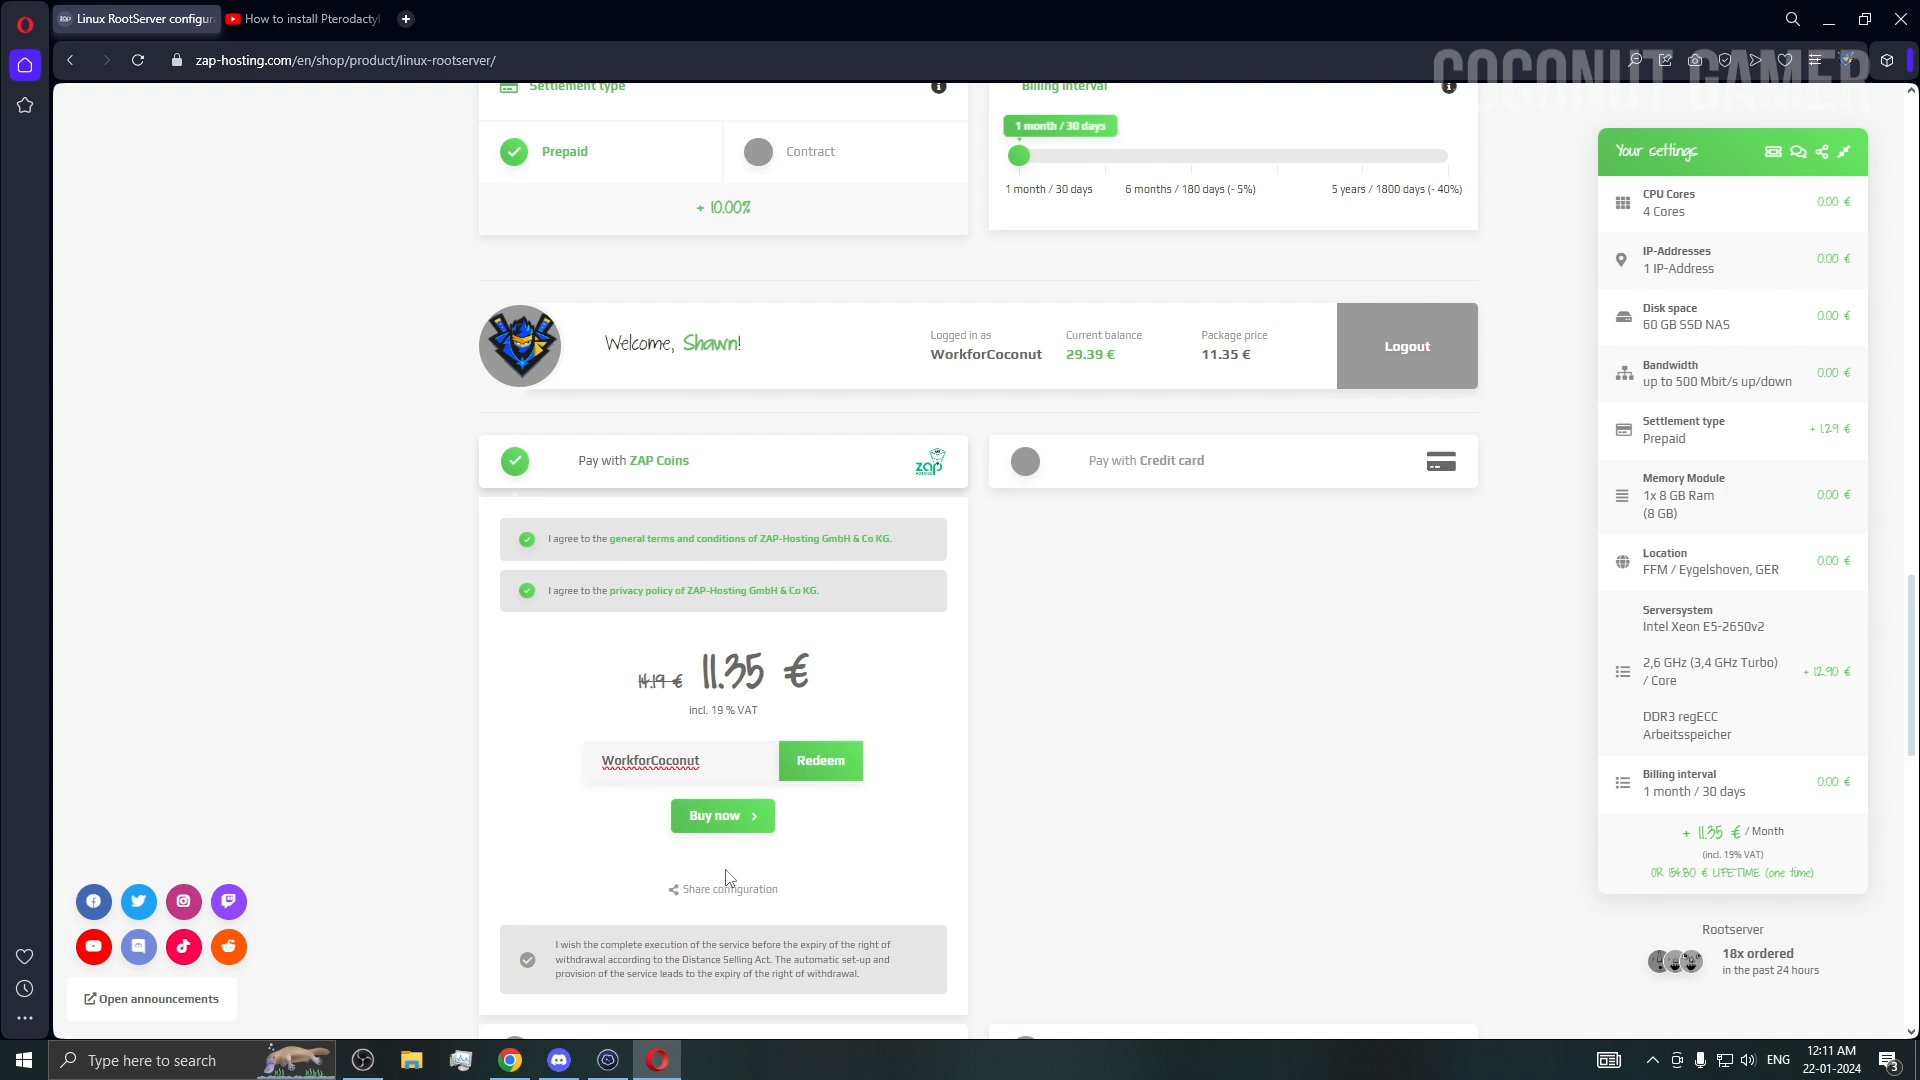 Linux RootServer configur
How to install Pterodactyl
zap-hosting.com/en/shop/product/linux-rootserver/
COCONUT GAMER
Settlement type
Billing interval
1 month / 30 days
Prepaid
Contract
1 month / 30 days
6 months / 180 days (- 5%)
5 years / 1800 days (- 40%)
+ 10.00%
Welcome, Shawn!
Logged in as
WorkforCoconut
Current balance
29.39 €
Package price
11.35 €
Logout
Pay with ZAP Coins
zap
Pay with Credit card
I agree to the general terms and conditions of ZAP-Hosting GmbH & Co KG.
I agree to the privacy policy of ZAP-Hosting GmbH & Co KG.
14.19 € 11.35 €
incl. 19 % VAT
WorkforCoconut
Redeem
Buy now
Share configuration
I wish the complete execution of the service before the expiry of the right of
withdrawal according to the Distance Selling Act. The automatic set-up and
provision of the service leads to the expiry of the right of withdrawal.
Your settings
CPU Cores
4 Cores
0.00 €
IP-Addresses
1 IP-Address
0.00 €
Disk space
60 GB SSD NAS
0.00 €
Bandwidth
up to 500 Mbit/s up/down
0.00 €
Settlement type
Prepaid
+ 1.29 €
Memory Module
1x 8 GB Ram
(8 GB)
0.00 €
Location
FFM / Eygelshoven, GER
0.00 €
Serversystem
Intel Xeon E5-2650v2
2,6 GHz (3,4 GHz Turbo)
/ Core
+ 12.90 €
DDR3 regECC
Arbeitsspeicher
Billing interval
1 month / 30 days
0.00 €
+ 11.35 € / Month
(incl. 19% VAT)
OR 154.80 € LIFETIME (one time)
Rootserver
18x ordered
in the past 24 hours
Open announcements
Type here to search
ENG
12:11 AM
22-01-2024
3